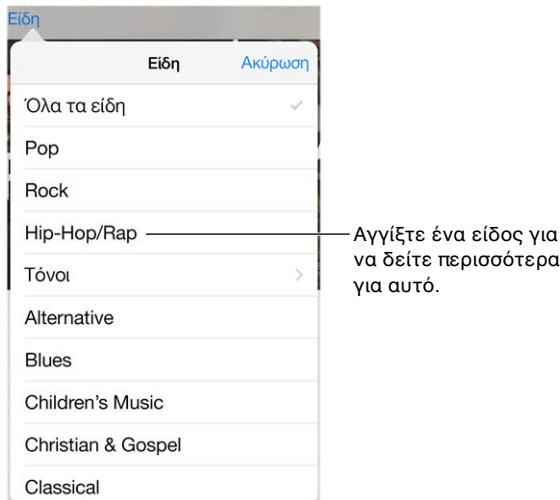 Είδη
Είδη Ακύρωση
Όλα τα είδη
Pop
Rock
Hip-Hop/Rap
Τόνοι
Alternative
Blues
Children's Music
Christian & Gospel
Classical
Αγγίξτε ένα είδος για
να δείτε περισσότερα
για αυτό.